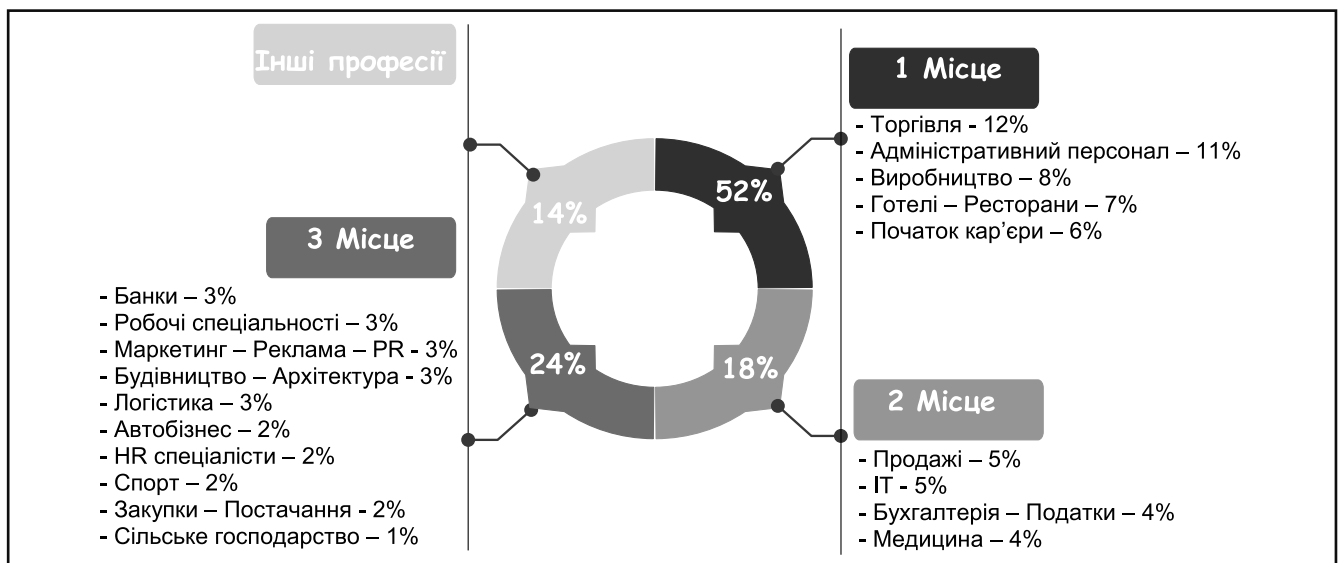 Інші професії
14%
3 Місце
- Банки – 3%
- Робочі спеціальності – 3%
- Маркетинг – Реклама – PR - 3%
- Будівництво – Архітектура - 3%
- Логістика – 3%
- Автобізнес – 2%
- HR спеціалісти – 2%
- Спорт – 2%
- Закупки – Постачання - 2%
- Сільське господарство – 1%
24%
1 Місце
- Торгівля - 12%
- Адміністративний персонал – 11%
- Виробництво – 8%
- Готелі – Ресторани – 7%
- Початок кар’єри – 6%
52%
18%
2 Місце
- Продажі – 5%
- IT - 5%
- Бухгалтерія – Податки – 4%
- Медицина – 4%